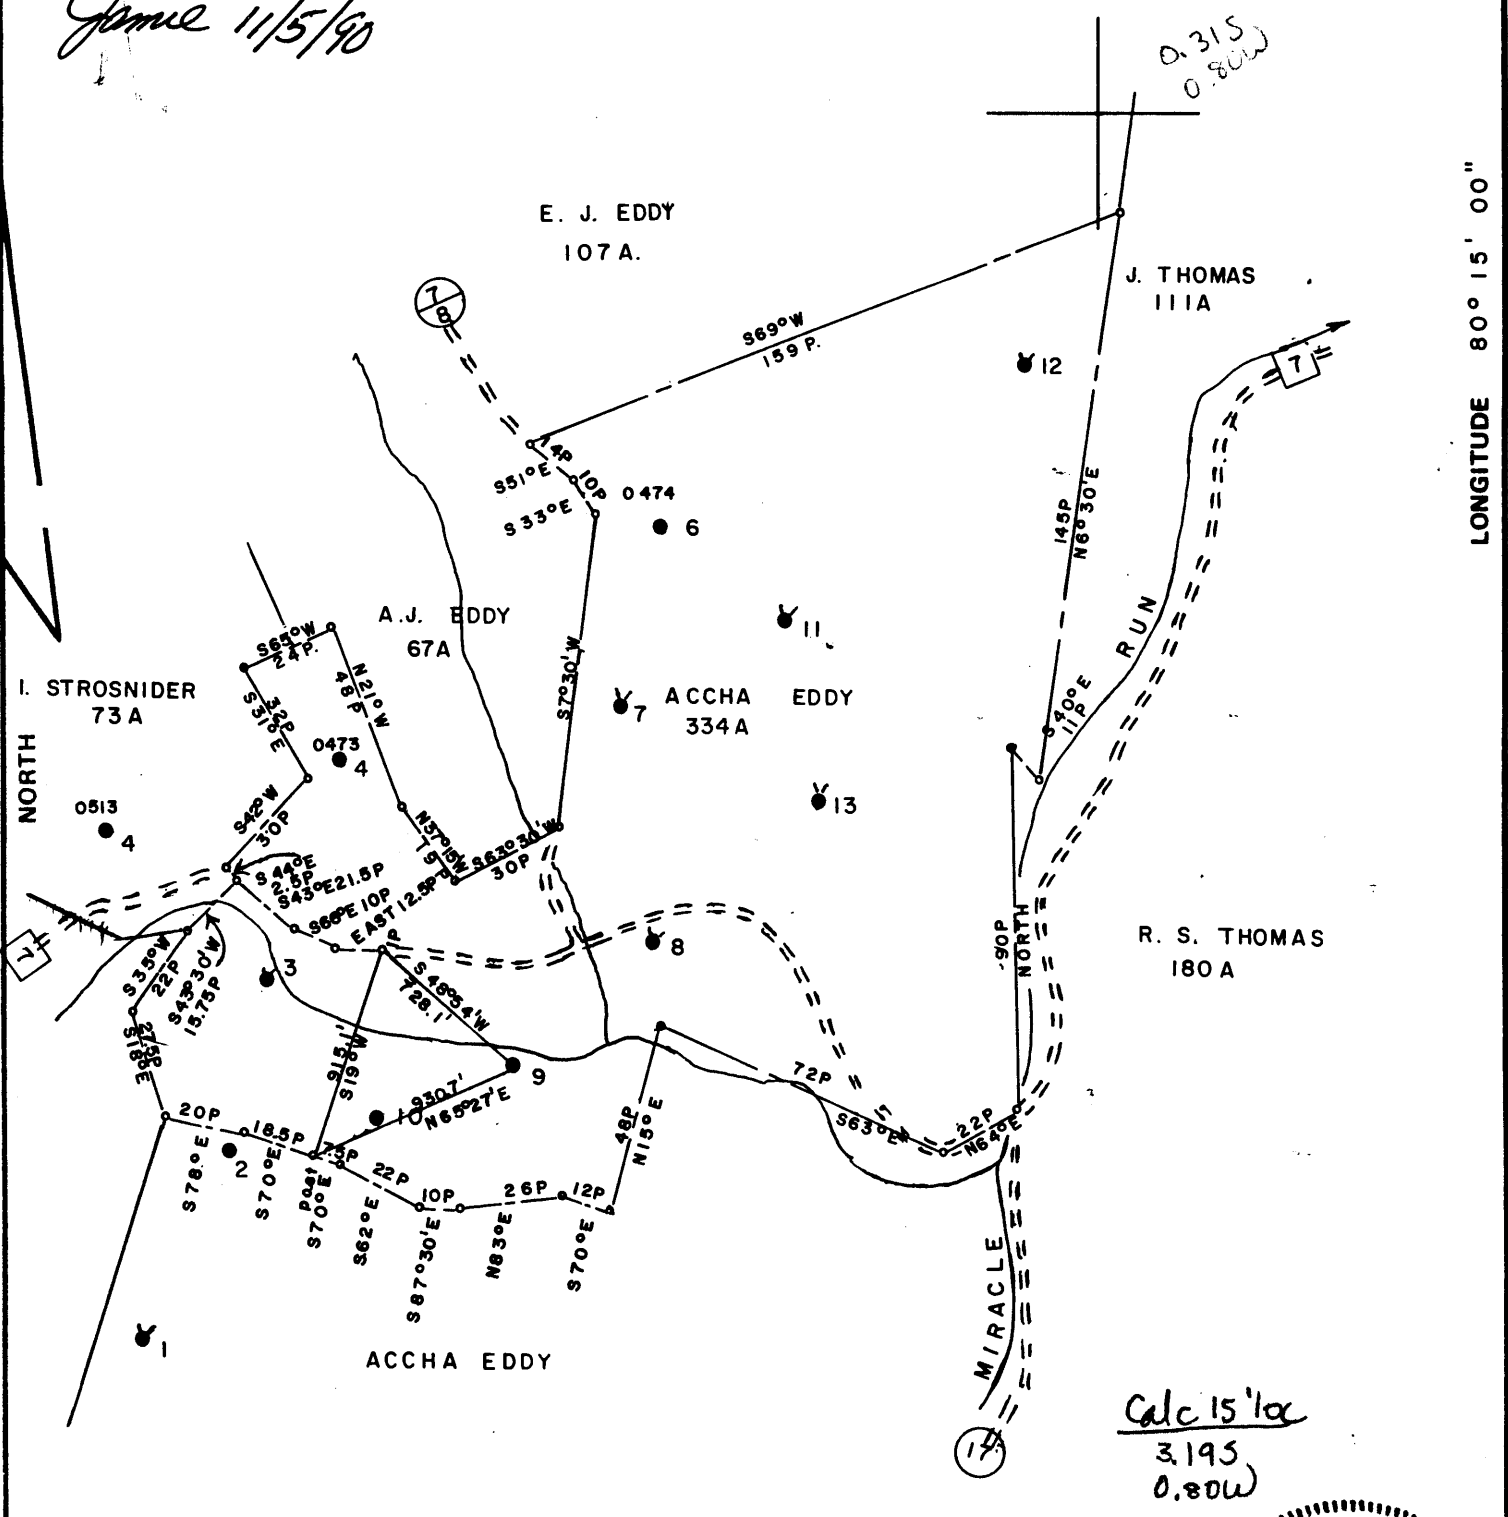 Jamie 11/5/90
0.31S
0.80W
LONGITUDE 80° 15' 00"
E. J. EDDY
107 A.
7
8
J. THOMAS
111A
S69°W
159 P.
12
7
14P
S51°E
10P
S33°E
0474
6
145P
N6°30'E
A.J. EDDY
67A
S65°W
24P.
N21°W
48P
11
RUN
I. STROSNIDER
73A
32P
S31°E
S7°30'W
7
ACCHA EDDY
334A
S40°E
11P
NORTH
0473
4
0513
4
13
S42°W
30P
N37°15'W
19P
S63°30'W
30P
S44°E
2.5P
S43°E 21.5P
S66°E 10P
EAST 12.5P
8
90P
NORTH
R. S. THOMAS
180 A
7
S35°W
22P
S43°30'W
15.75P
3
S48°54'W
728.1'
27.5P
S18°E
915.1'
S19°W
9
930.7'
N65°27'E
10
72P
S63°E
22P
N64°E
48P
N15°E
20P
S78°E
2
18.5P
S70°E
7.5P
post
S70°E
22P
S62°E
10P
S87°30'E
26P
N83°E
12P
S70°E
1
ACCHA EDDY
MIRACLE
17
Calc 15' loc
3.19S
0.80W